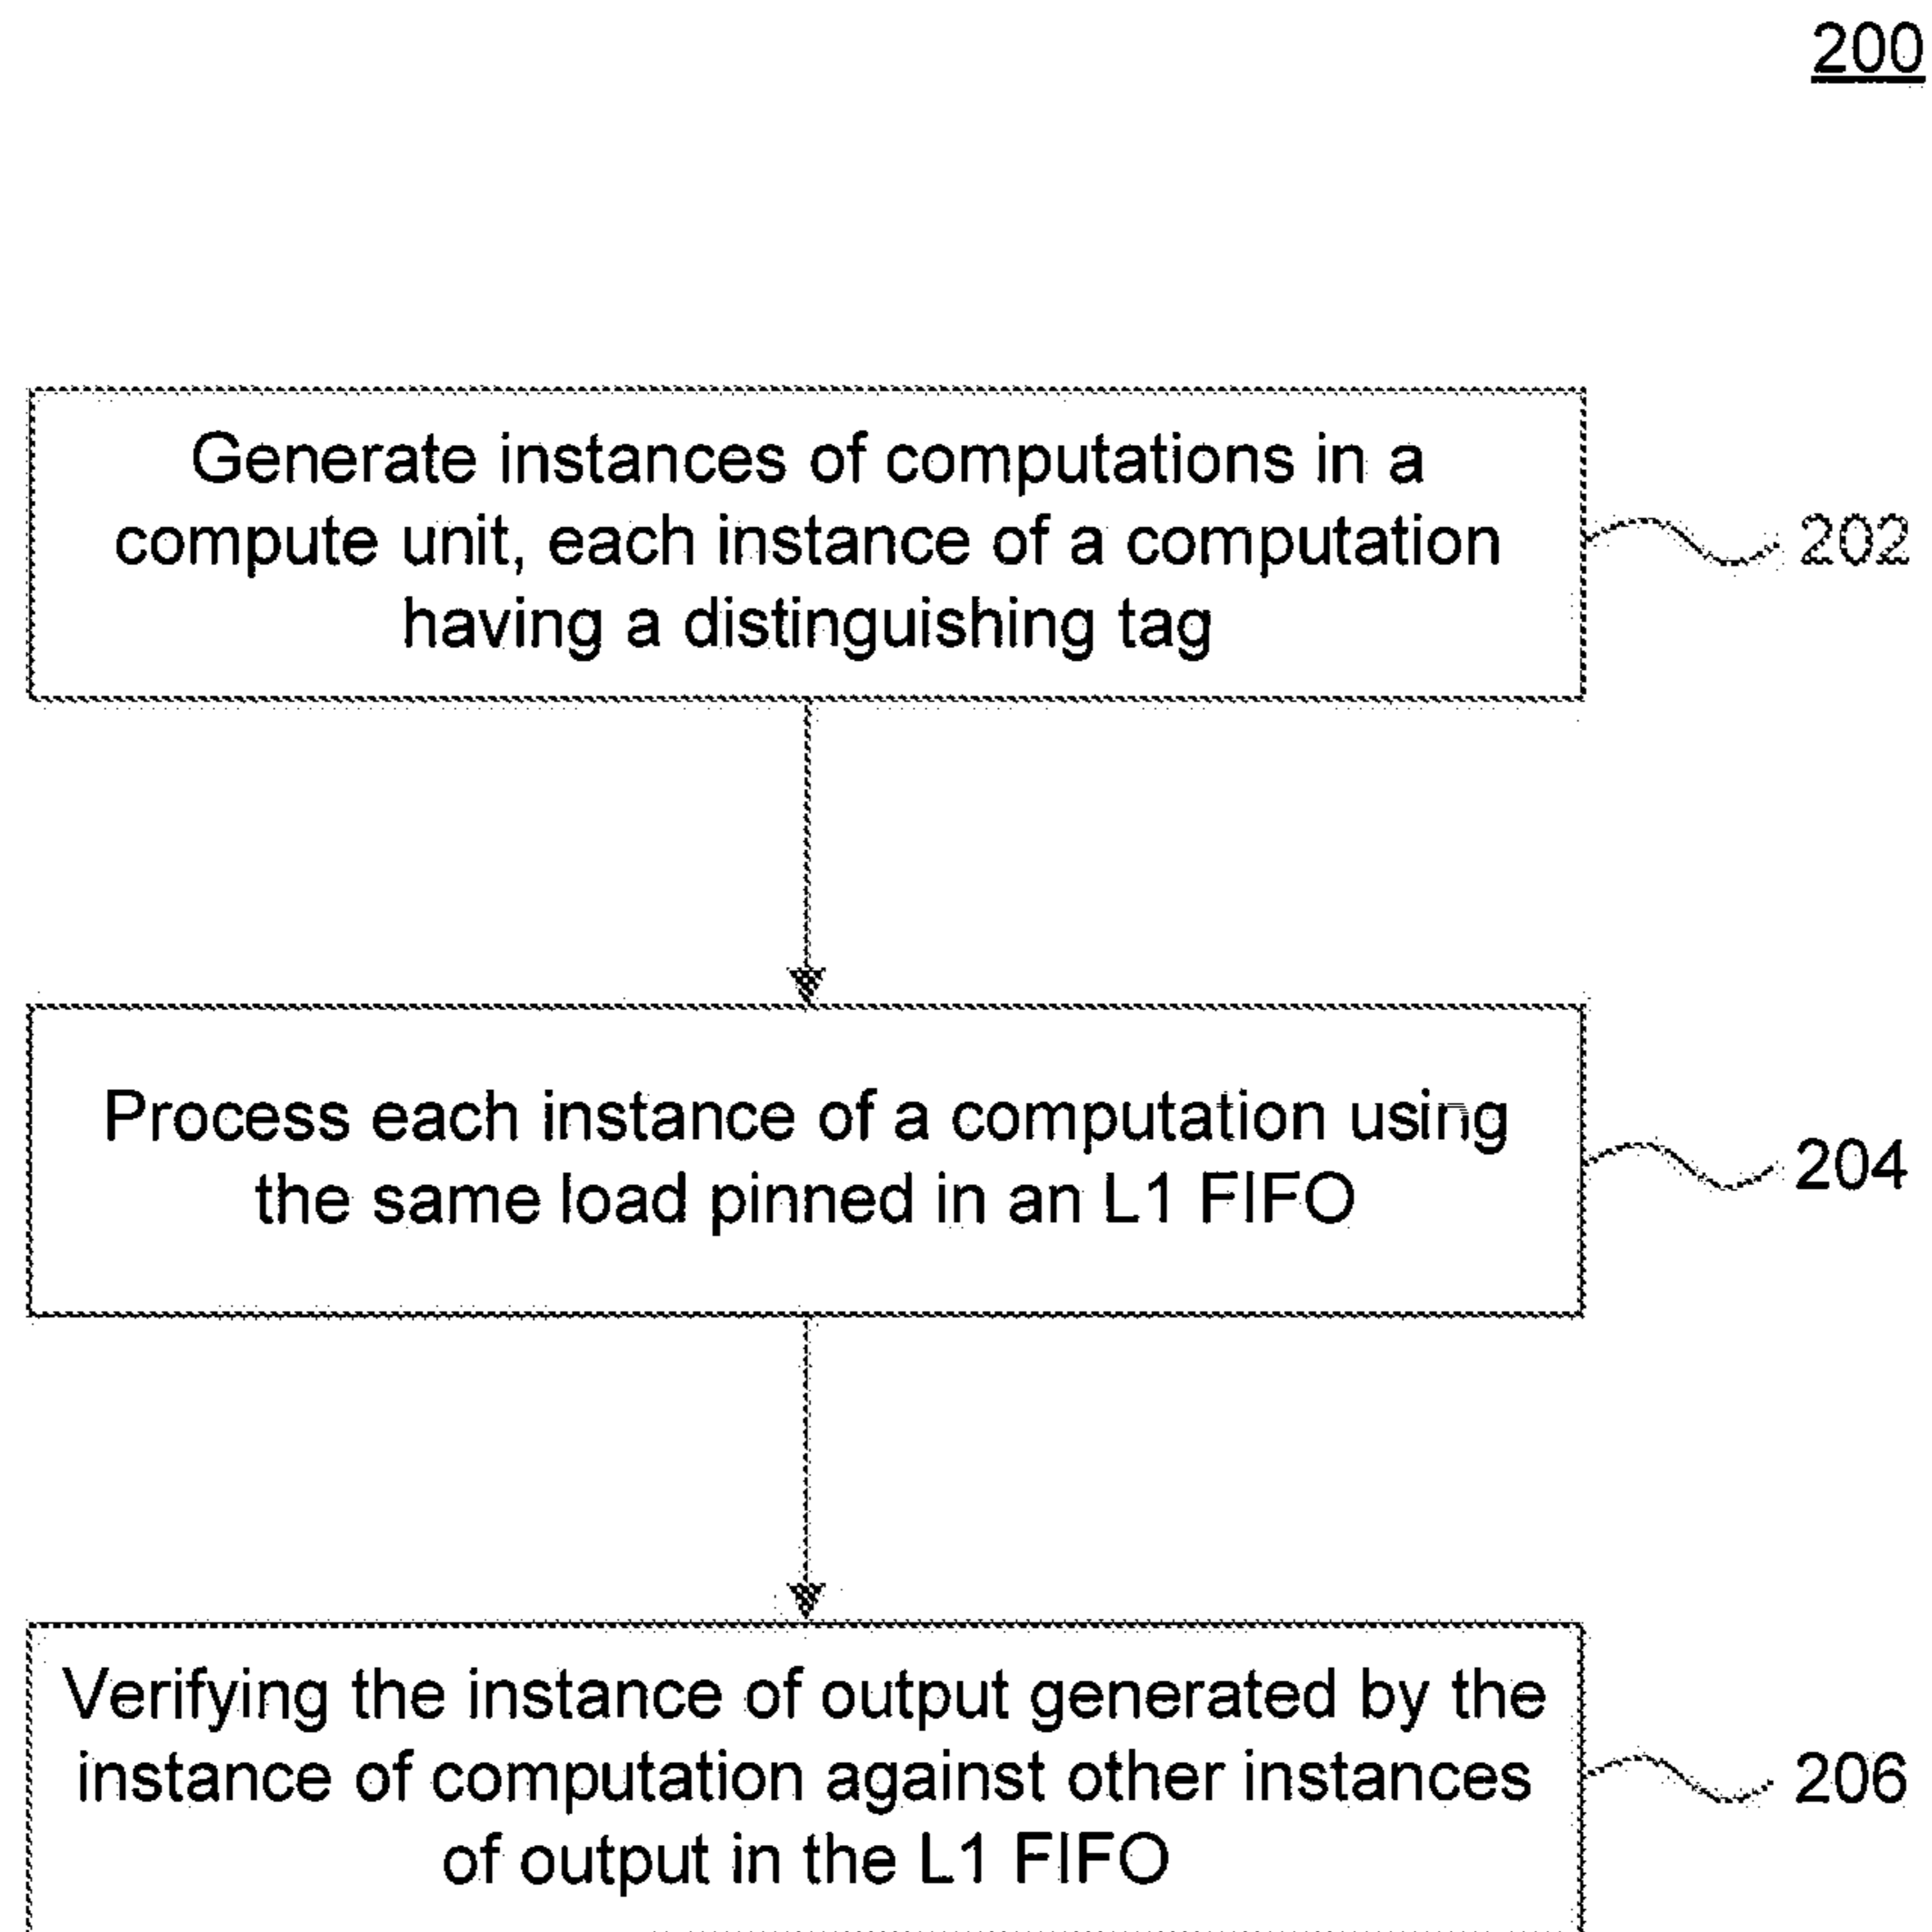 200
Generate instances of computations in a
compute unit, each instance of a computation
having a distinguishing tag
202
Process each instance of a computation using
the same load pinned in an L1 FIFO
204
Verifying the instance of output generated by the
instance of computation against other instances
of output in the L1 FIFO
206